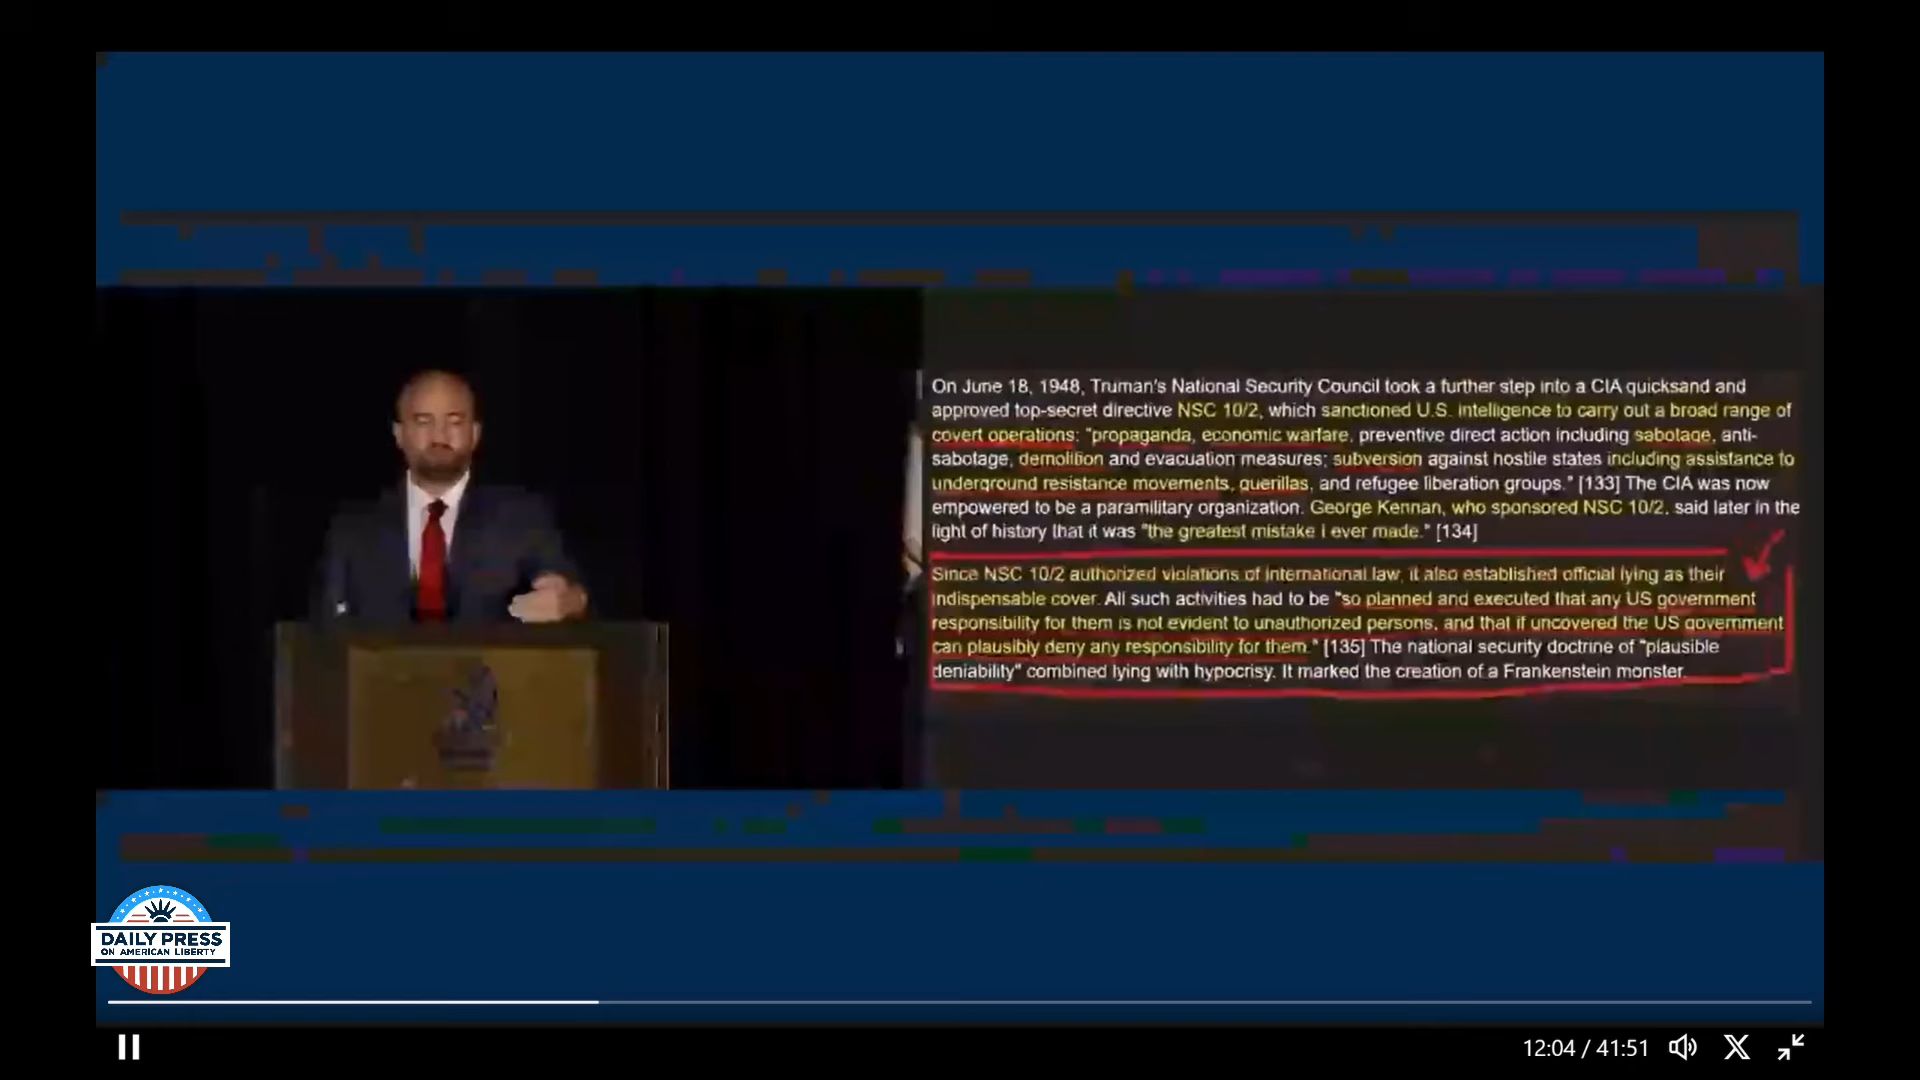 On June 18, 1948, Truman's National Security Council took a further step into a CIA quicksand and
approved top-secret directive NSC 10/2, which sanctioned U.S. intelligence to carry out a broad range of
covert operations: "propaganda, economic warfare, preventive direct action including sabotage, anti-
sabotage, demolition and evacuation measures; subversion against hostile states including assistance to
underground resistance movements, guerillas, and refugee liberation groups." [133] The CIA was now
empowered to be a paramilitary organization. George Kennan, who sponsored NSC 10/2, said later in the
light of history that it was "the greatest mistake I ever made." [134]
Since NSC 10/2 authorized violations of international law, it also established official lying as their
indispensable cover. All such activities had to be "so planned and executed that any US government
responsibility for them is not evident to unauthorized persons, and that if uncovered the US government
can plausibly deny any responsibility for them." [135] The national security doctrine of "plausible
deniability" combined lying with hypocrisy. It marked the creation of a Frankenstein monster.
DAILY PRESS
ON AMERICAN LIBERTY
12:04 / 41:51